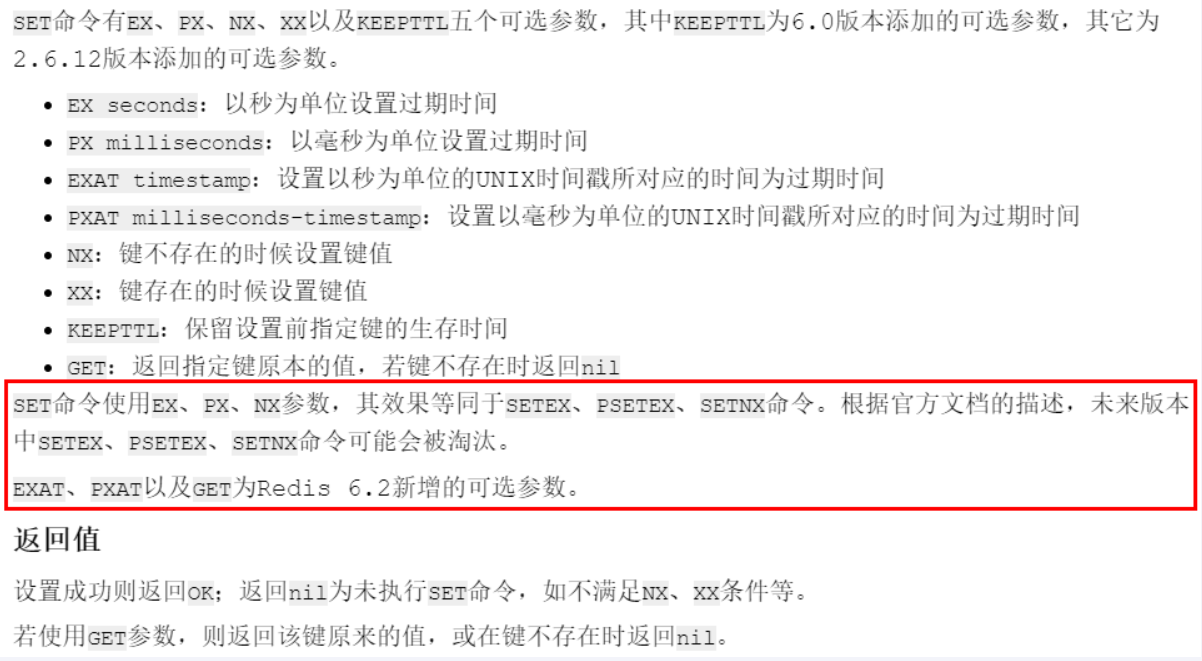 SET命令有EX、PX、NX、XX以及KEEPTTL五个可选参数，其中KEEPTTL为6.0版本添加的可选参数，其它为
2.6.12版本添加的可选参数。
• EX seconds：以秒为单位设置过期时间
• PX milliseconds：以毫秒为单位设置过期时间
• EXAT timestamp：设置以秒为单位的UNIX时间戳所对应的时间为过期时间
• PXAT milliseconds-timestamp：设置以毫秒为单位的UNIX时间戳所对应的时间为过期时间
• NX：键不存在的时候设置键值
• XX：键存在的时候设置键值
• KEEPTTL：保留设置前指定键的生存时间
• GET：返回指定键原本的值，若键不存在时返回nil
SET命令使用EX、PX、NX参数，其效果等同于SETEX、PSETEX、SETNX命令。根据官方文档的描述，未来版本
中SETEX、PSETEX、SETNX命令可能会被淘汰。
EXAT、PXAT以及GET为Redis 6.2新增的可选参数。
返回值
设置成功则返回OK；返回nil为未执行SET命令，如不满足NX、XX条件等。
若使用GET参数，则返回该键原来的值，或在键不存在时返回nil。